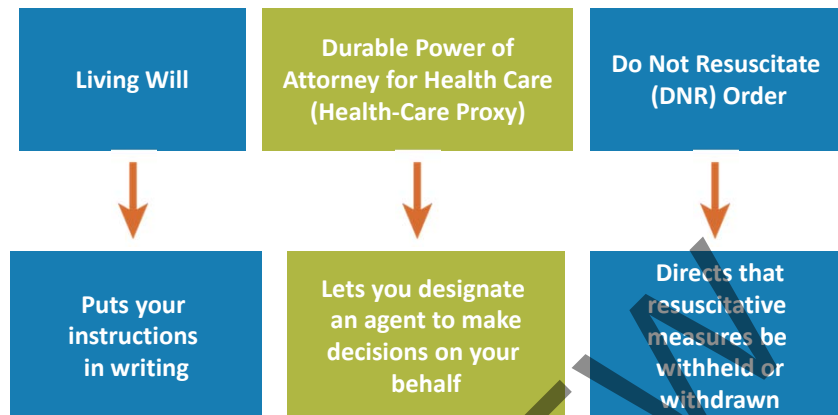 Living Will
Durable Power of
Attorney for Health Care
(Health-Care Proxy)
Do Not Resuscitate
(DNR) Order
Puts your
instructions
in writing
Lets you designate
an agent to make
decisions on your
behalf
Directs that
resuscitative
measures be
withheld or
withdrawn